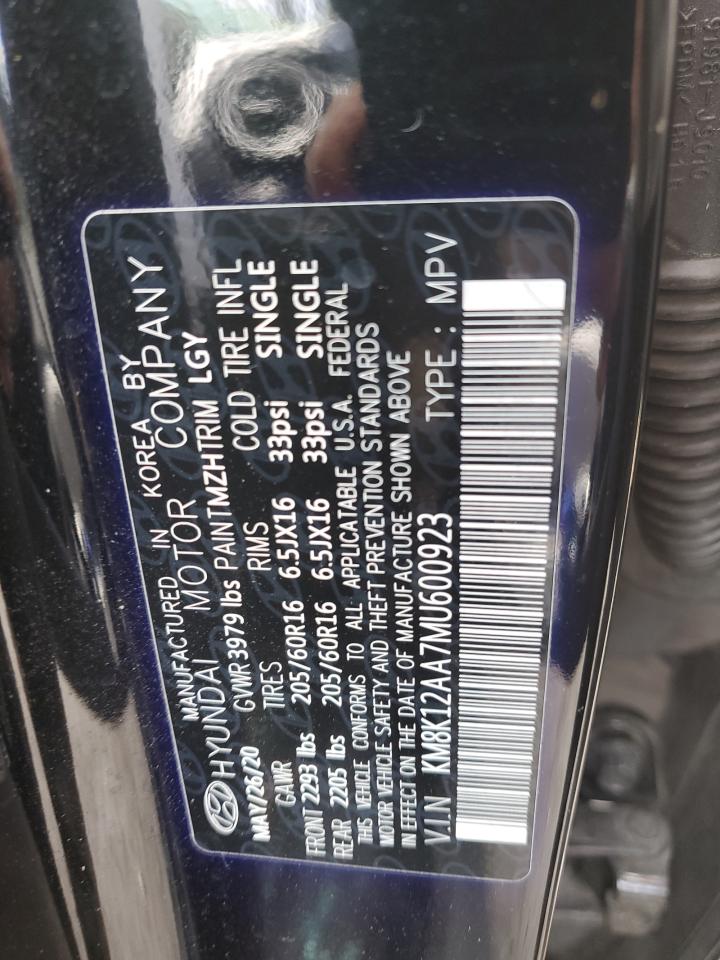 MANUFACTURED IN KOREA BY
HYUNDAI MOTOR COMPANY
MAY/26/20 GVWR 3979 lbs PAINT MZH TRIM LGY
GAWR TIRES RIMS COLD TIRE INFL
FRONT 2293 lbs 205/60R16 6.5JX16 33psi SINGLE
REAR 2205 lbs 205/60R16 6.5JX16 33psi SINGLE
THIS VEHICLE CONFORMS TO ALL APPLICABLE U.S.A. FEDERAL
MOTOR VEHICLE SAFETY AND THEFT PREVENTION STANDARDS
IN EFFECT ON THE DATE OF MANUFACTURE SHOWN ABOVE
V.I.N KM8K12AA7MU600923 TYPE : MPV